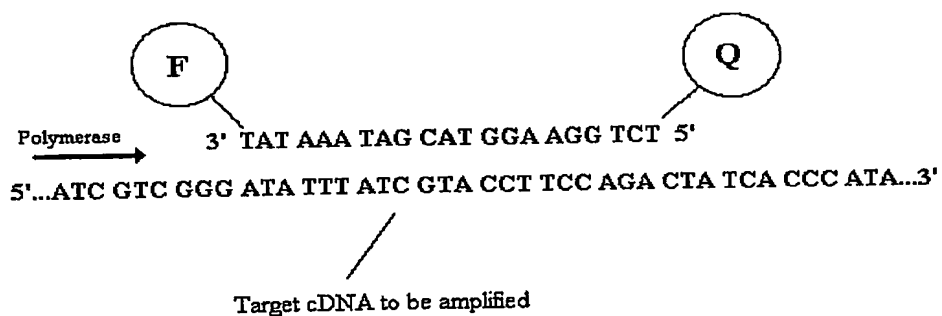 F
Q
3' TAT AAA TAG CAT GGA AGG TCT 5'
Polymerase
5'...ATC GTC GGG ATA TTT ATC GTA CCT TCC AGA CTA TCA CCC ATA...3'
Target cDNA to be amplified